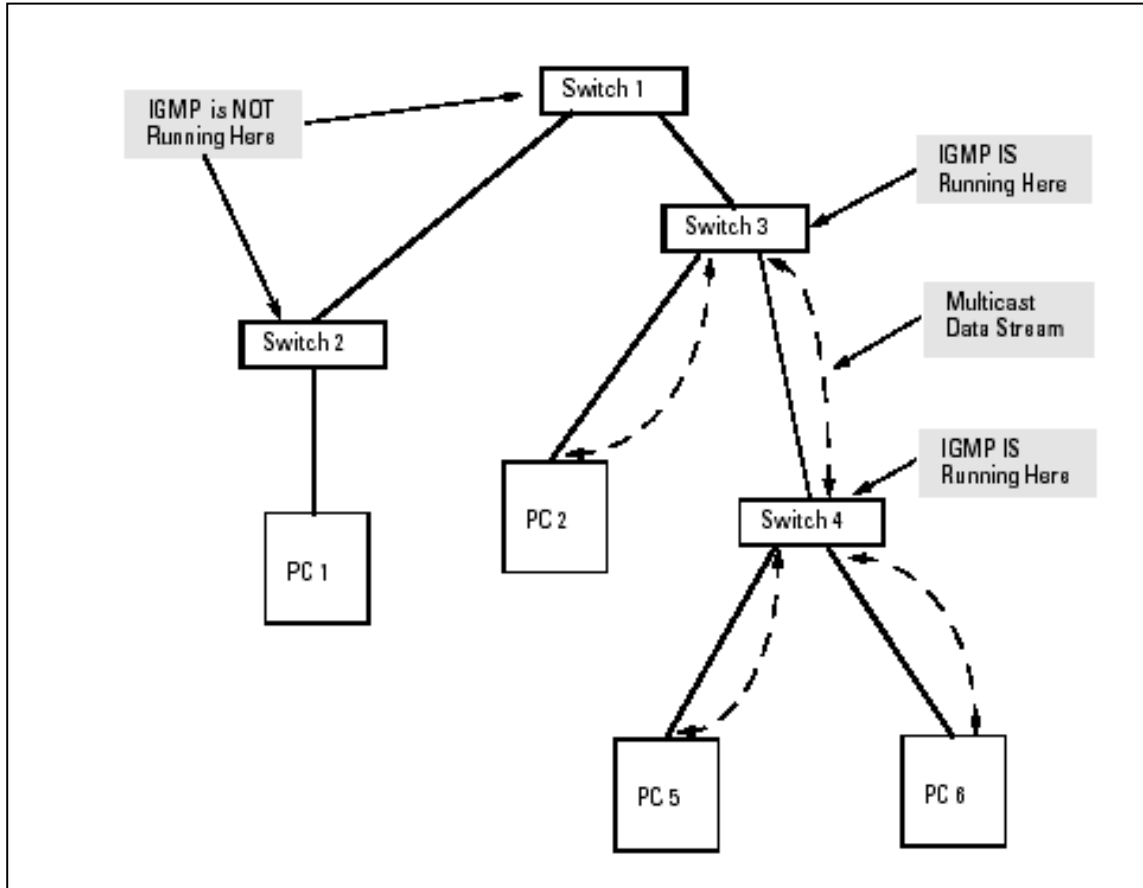 Switch 1
IGMP is NOT
Running Here
IGMP IS
Running Here
Switch 3
Multicast
Data Stream
Switch 2
IGMP IS
Running Here
PC 2
Switch 4
PC 1
PC 5
PC 6